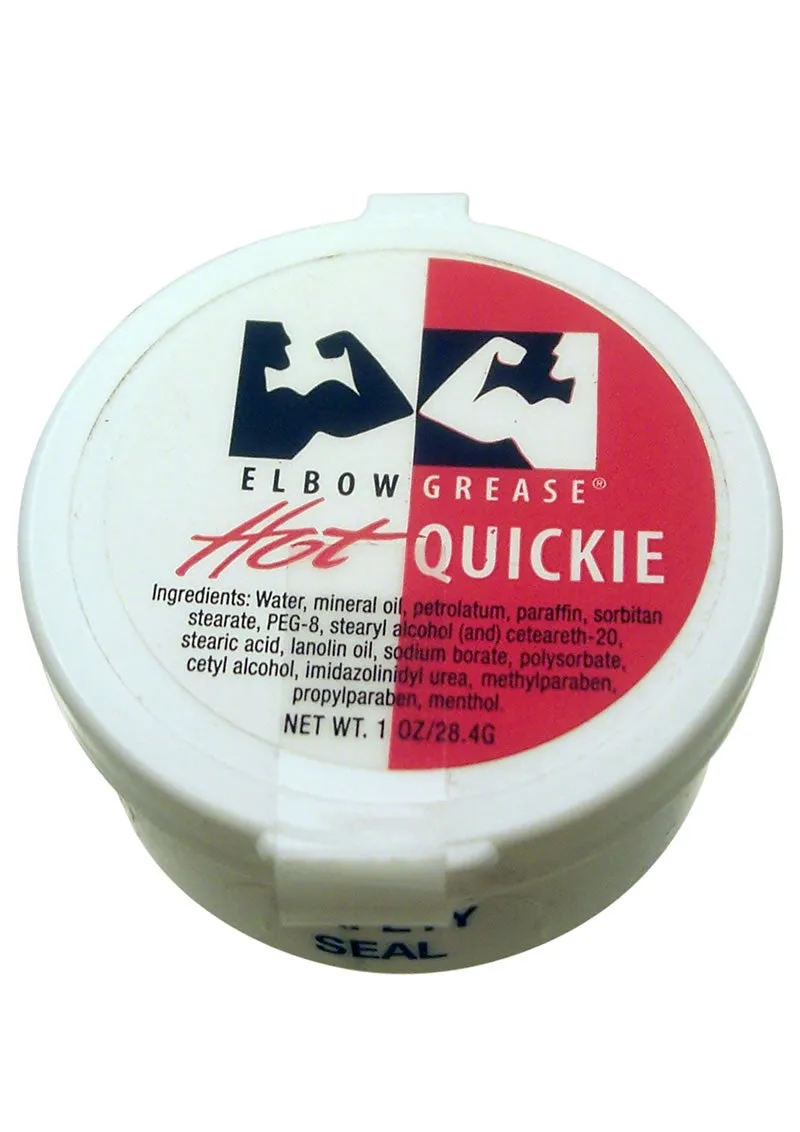 ELBOW GREASE®
Hot QUICKIE
Ingredients: Water, mineral oil, petrolatum, paraffin, sorbitan
stearate, PEG-8, stearyl alcohol (and) ceteareth-20,
stearic acid, lanolin oil, sodium borate, polysorbate,
cetyl alcohol, imidazolinidyl urea, methylparaben,
propylparaben, menthol.
NET WT. 1 OZ/28.4G
SEAL